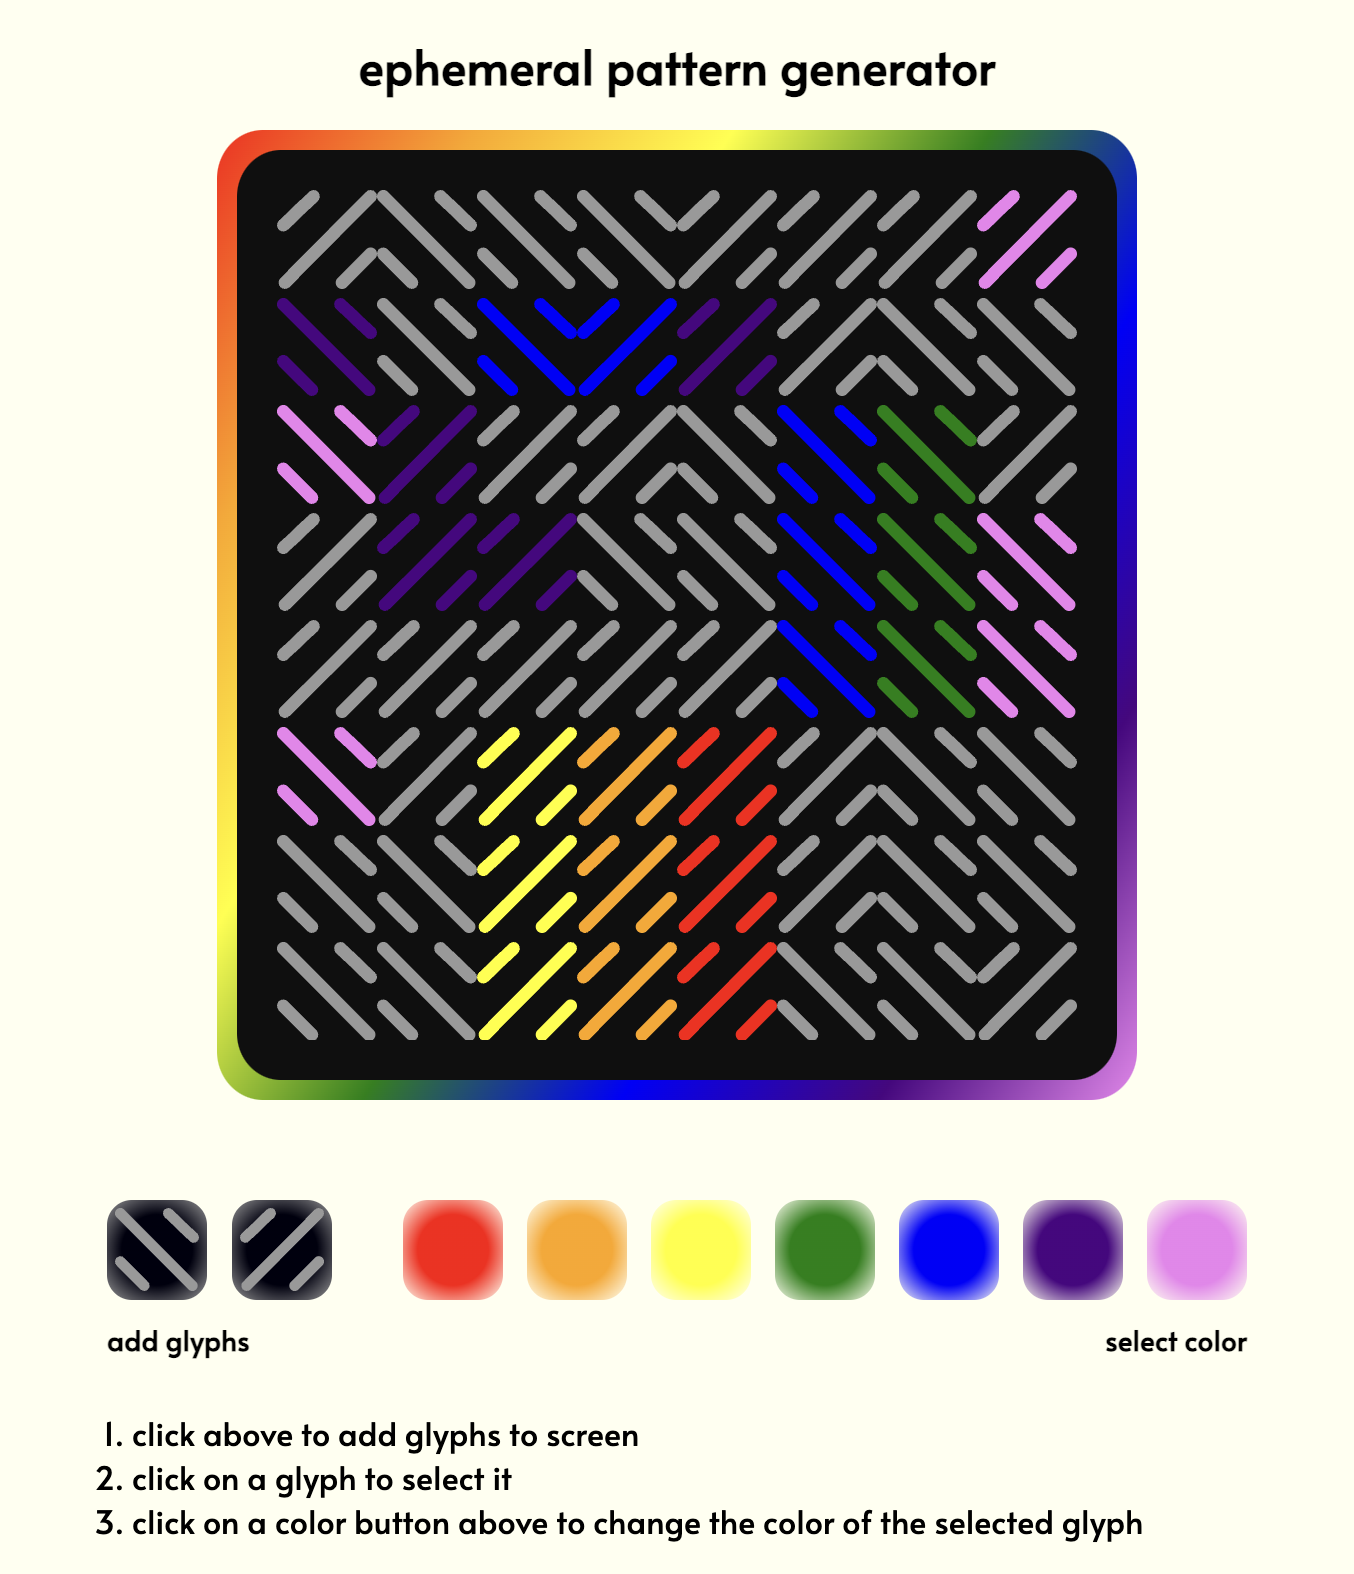 ephemeral pattern generator
add glyphs
select color
1. click above to add glyphs to screen
2. click on a glyph to select it
3. click on a color button above to change the color of the selected glyph